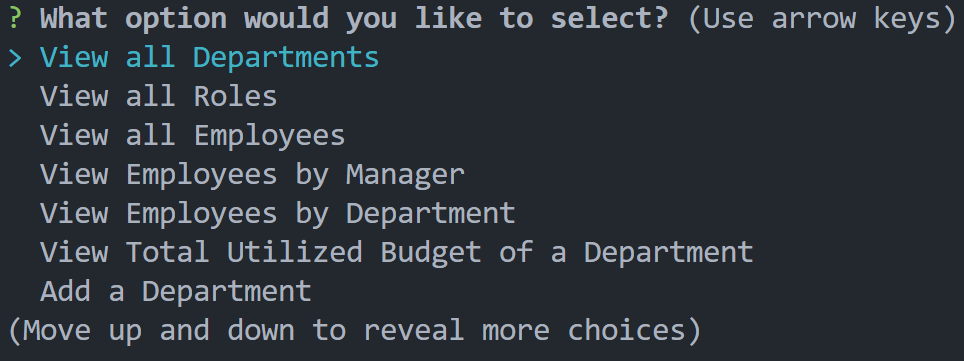 ? What option would you like to select? (Use arrow keys)
> View all Departments
View all Roles
View all Employees
View Employees by Manager
View Employees by Department
View Total Utilized Budget of a Department
Add a Department
(Move up and down to reveal more choices)